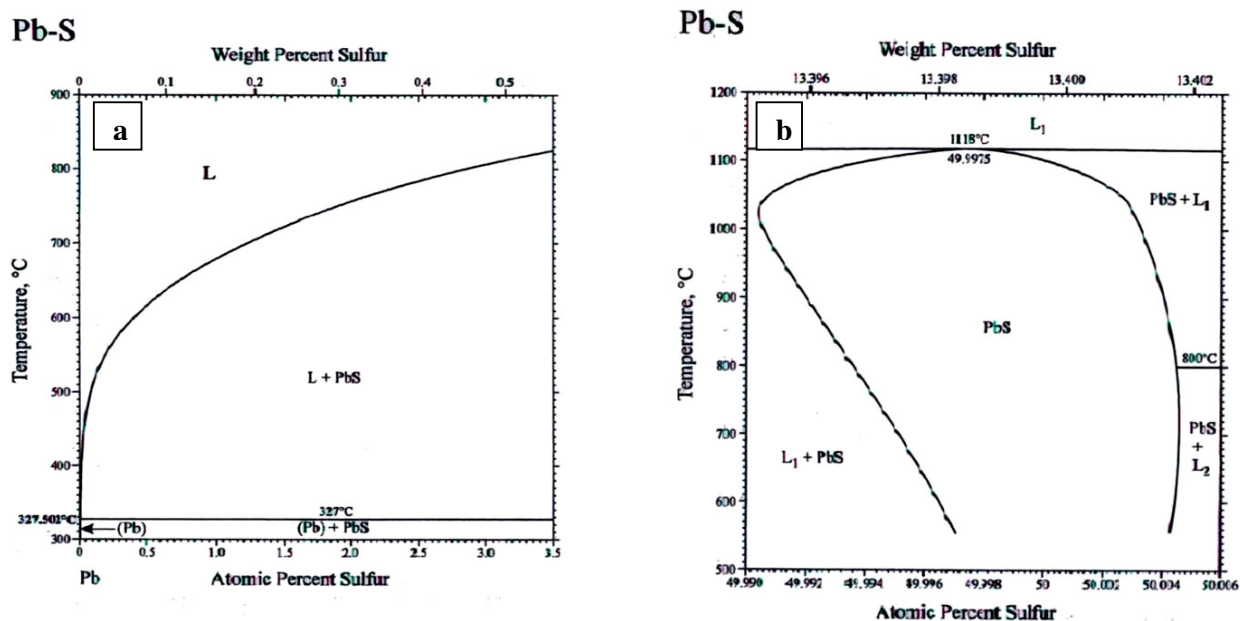 Pb-S
Weight Percent Sulfur
0 0.1 0.2 0.3 0.4 0.5
900
a
800
L
700
600
Temperature, °C
L + PbS
500
400
327°C
327.502°C
(Pb)
(Pb) + PbS
300
0 0.5 1.0 1.5 2.0 2.5 3.0 3.5
Pb
Atomic Percent Sulfur
Pb-S
Weight Percent Sulfur
13.396 13.398 13.400 13.402
1200
b
L1
1118°C
1100
49.9975
PbS + L1
1000
900
PbS
Temperature, °C
800
800°C
700
PbS
+
L2
L1 + PbS
600
500
49.990 49.992 49.994 49.996 49.998 50 50.002 50.004 50.006
Atomic Percent Sulfur